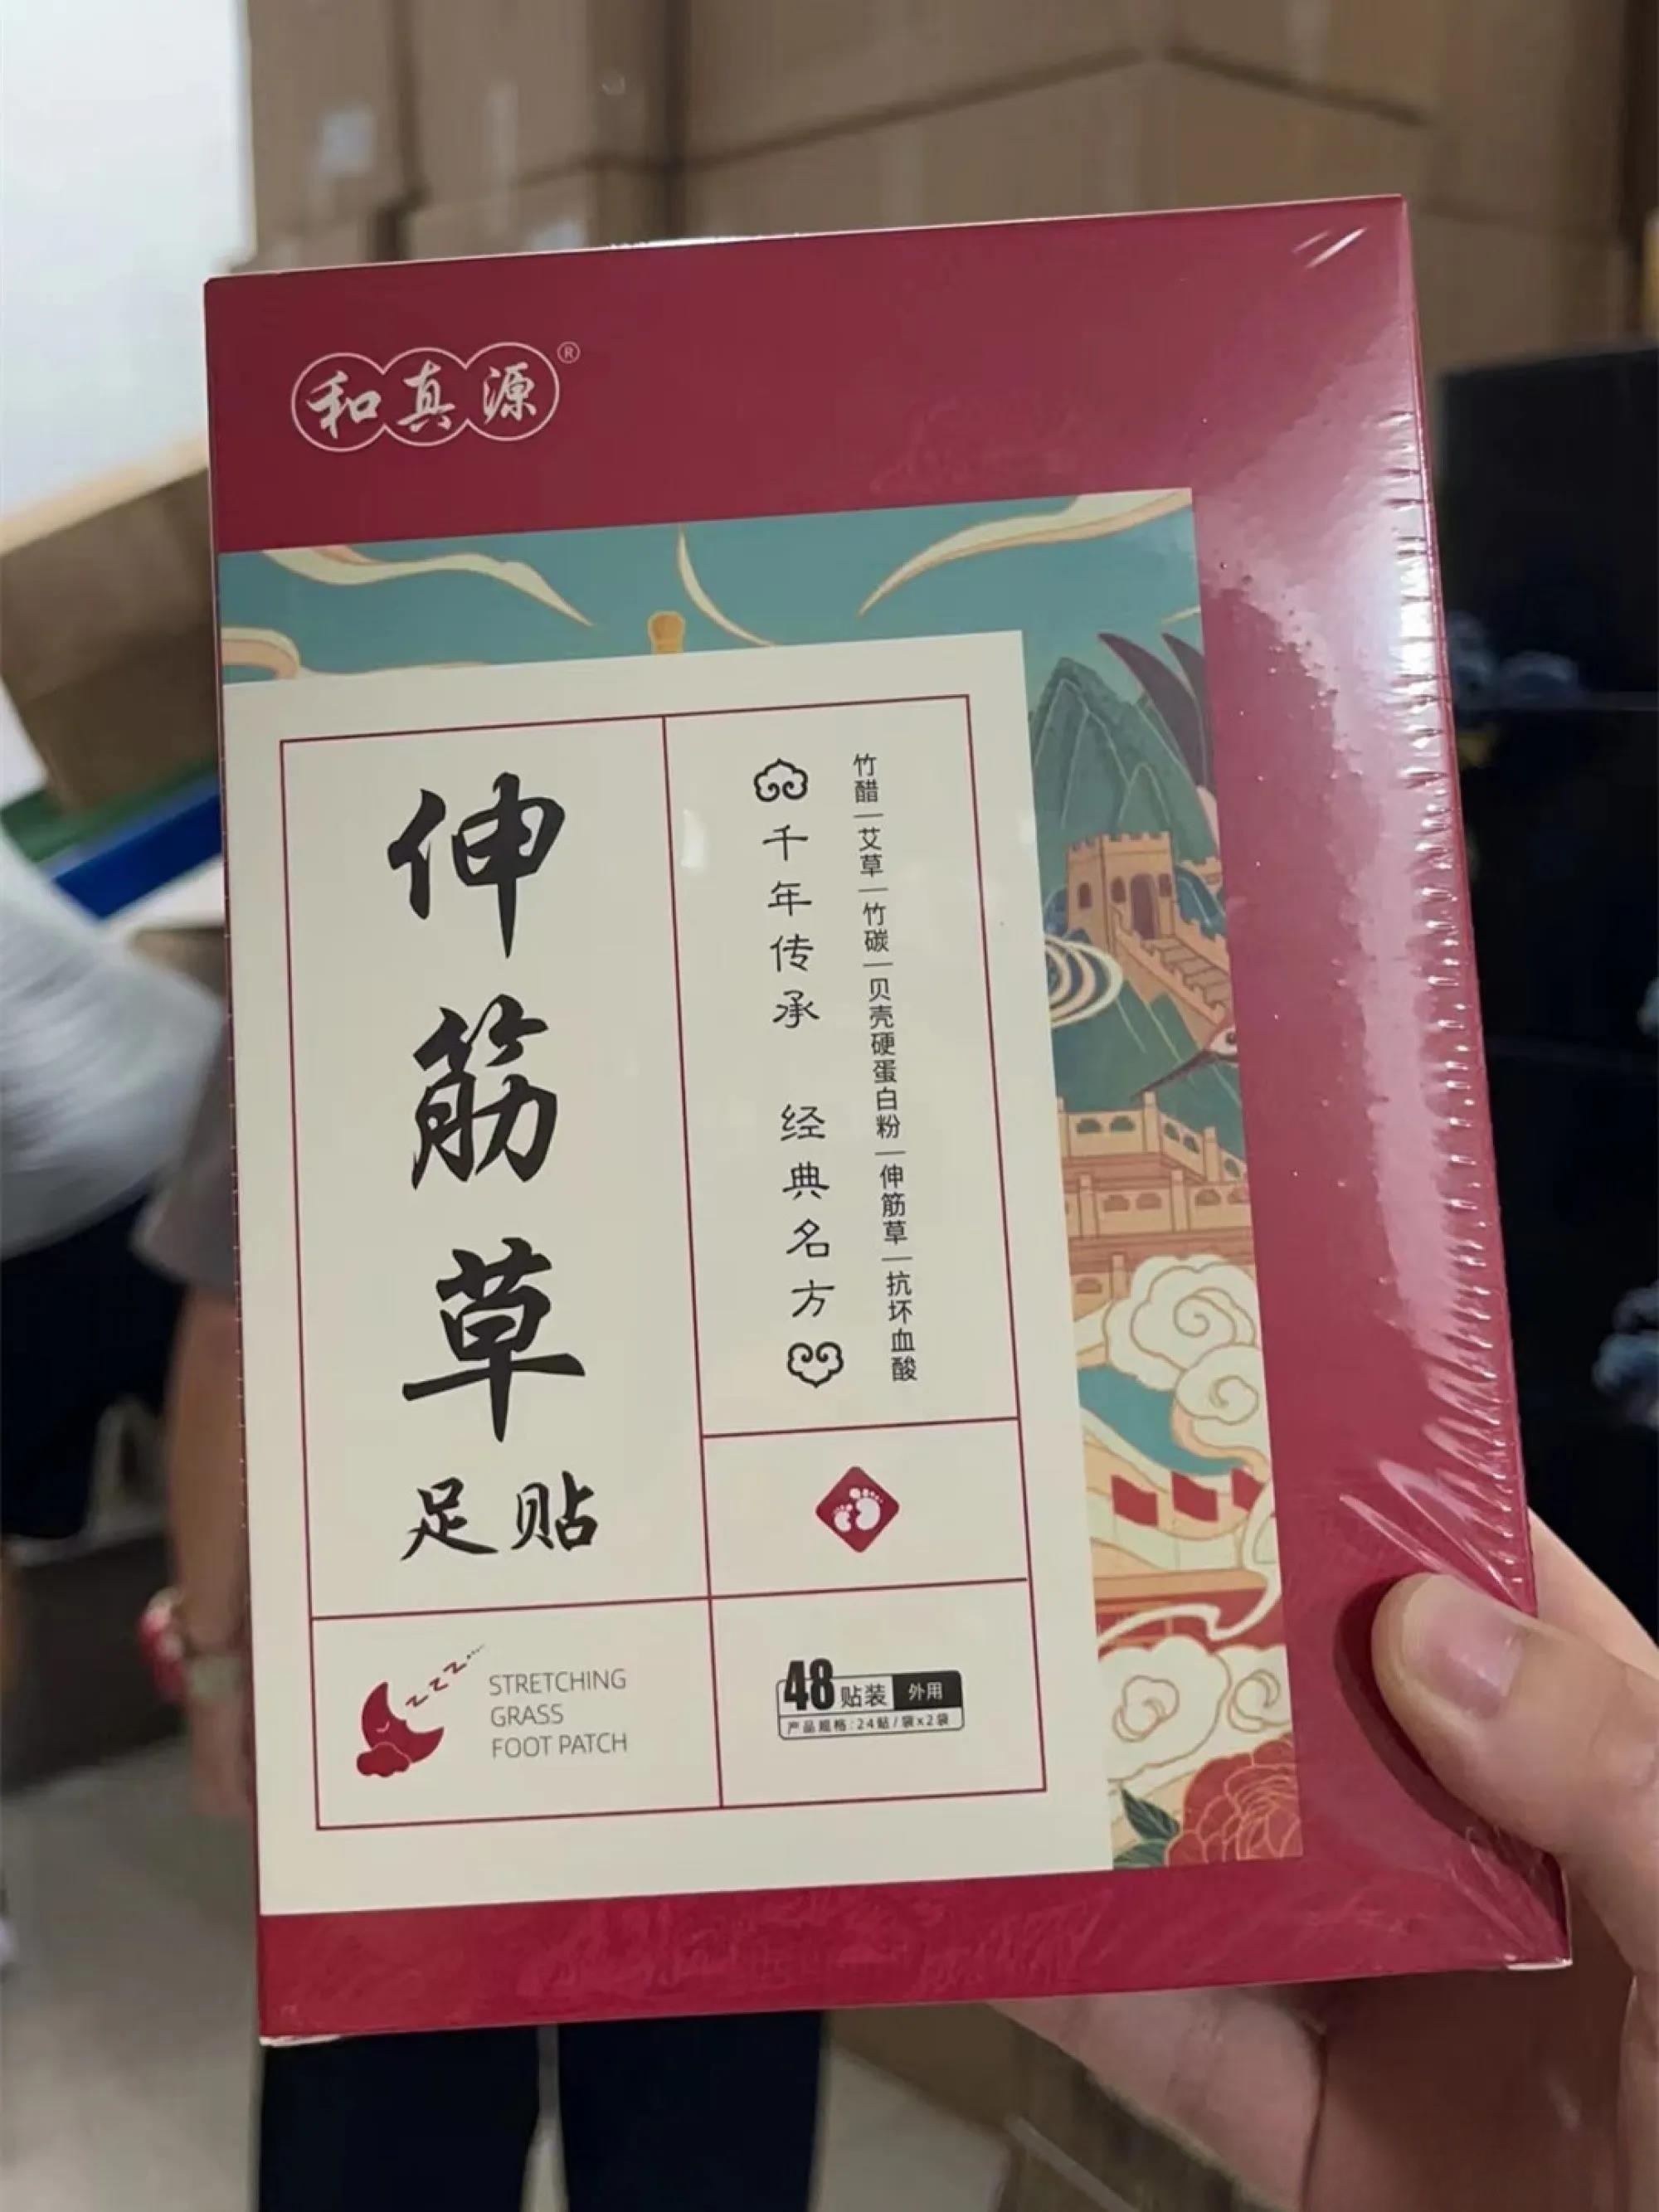 和真源®
伸筋草
足贴
千年传承 经典名方
竹醋|艾草|竹碳|贝壳硬蛋白粉|伸筋草|抗坏血酸
STRETCHING
GRASS
FOOT PATCH
zzz...
48贴装 外用
产品规格:24贴/袋x2袋